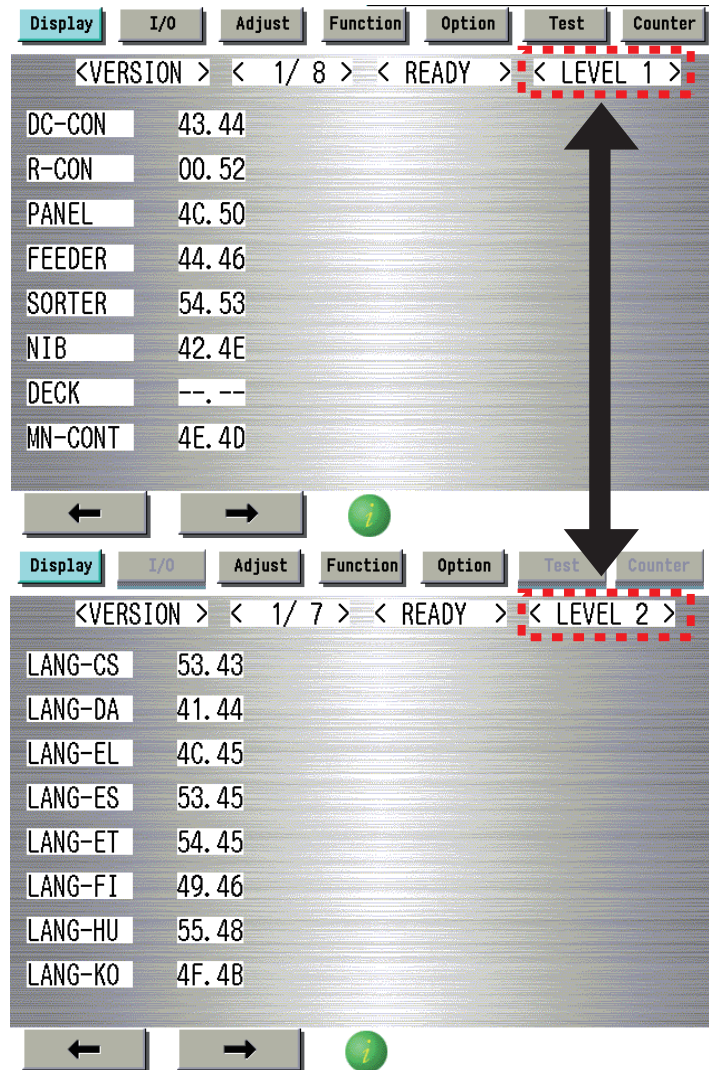 Display I/O Adjust Function Option Test Counter
<VERSION > < 1/ 8 > < READY > < LEVEL 1 >
DC-CON 43.44
R-CON 00.52
PANEL 4C.50
FEEDER 44.46
SORTER 54.53
NIB 42.4E
DECK --.--
MN-CONT 4E.4D
← →
i
Display I/O Adjust Function Option Test Counter
<VERSION > < 1/ 7 > < READY > < LEVEL 2 >
LANG-CS 53.43
LANG-DA 41.44
LANG-EL 4C.45
LANG-ES 53.45
LANG-ET 54.45
LANG-FI 49.46
LANG-HU 55.48
LANG-KO 4F.4B
← →
i